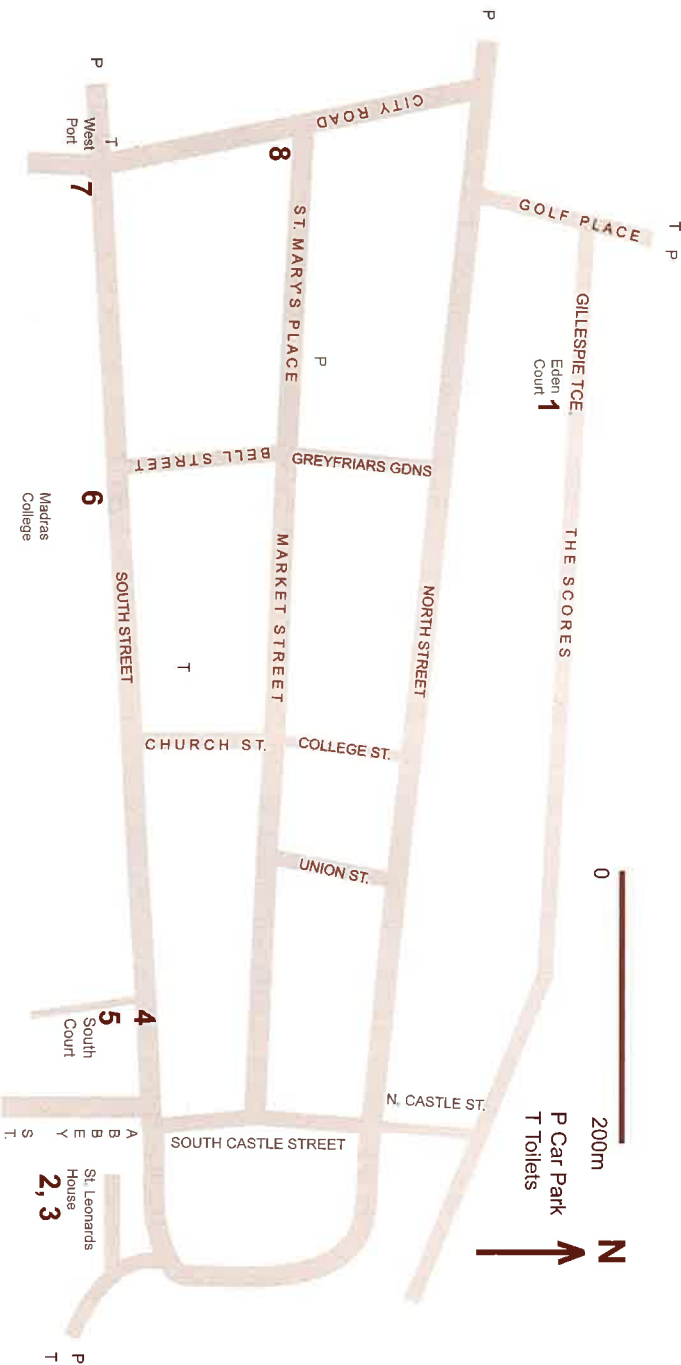 T
P
N
0
200m
GOLF PLACE
GILLESPIE TCE.
THE SCORES
P Car Park
T Toilets
1
Eden
Court
P
CITY ROAD
NORTH STREET
N. CASTLE ST.
GREYFRIARS GDNS
COLLEGE ST.
UNION ST.
P
8
ST. MARY'S PLACE
MARKET STREET
BELL STREET
CHURCH ST.
SOUTH CASTLE STREET
T
P
T
West
Port
7
SOUTH STREET
6
Madras
College
4
5
South
Court
ABBEY ST.
St. Leonards
House
2, 3
P
T